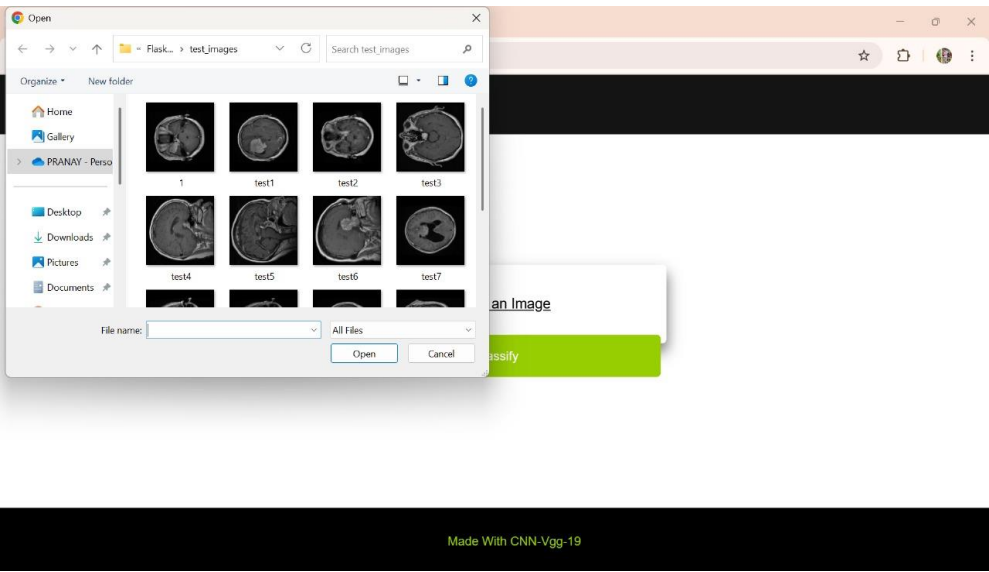 Open
« Flask... › test_images
Search test_images
Organize
New folder
Home
Gallery
PRANAY - Perso
Desktop
Downloads
Pictures
Documents
1
test1
test2
test3
test4
test5
test6
test7
File name:
All Files
Open
Cancel
an Image
assify
Made With CNN-Vgg-19